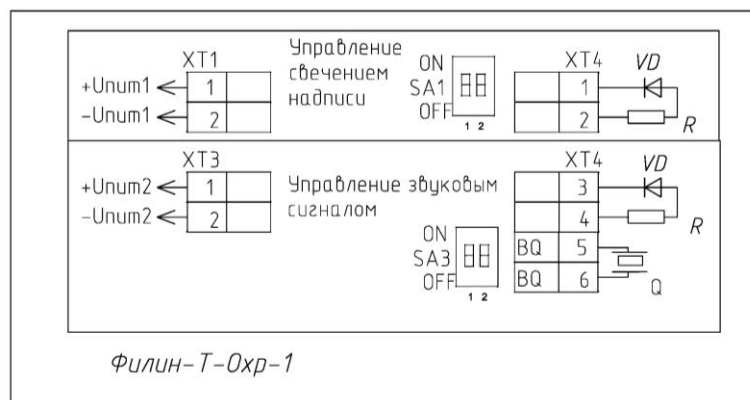 XT1
Управление свечением надписи
ON
SA1
OFF
1 2
XT4
VD
+Uпит1
1
1
−Uпит1
2
2
R
XT3
+Uпит2
1
−Uпит2
2
Управление звуковым сигналом
ON
SA3
OFF
1 2
XT4
VD
3
4
R
BQ 5
BQ 6
Q
Филин-Т-Охр-1